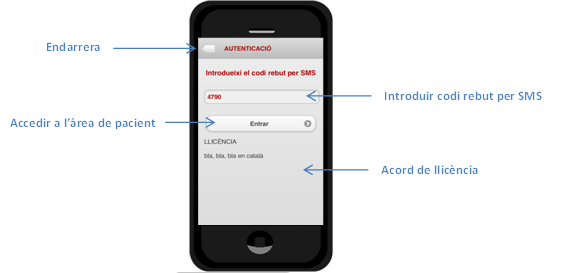 Endarrera
AUTENTICACIÓ
Introdueixi el codi rebut per SMS
4790
Introduir codi rebut per SMS
Accedir a l'àrea de pacient
Entrar
LLICÈNCIA
bla, bla, bla en català
Acord de llicència